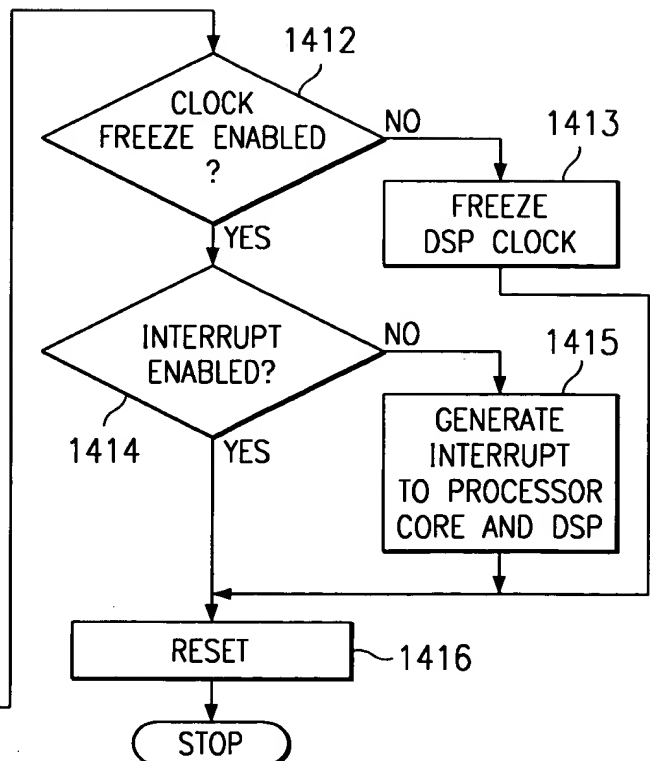 1412
CLOCK
FREEZE ENABLED
?
NO
1413
FREEZE
DSP CLOCK
YES
INTERRUPT
ENABLED?
NO
1415
1414
YES
GENERATE
INTERRUPT
TO PROCESSOR
CORE AND DSP
RESET
1416
STOP